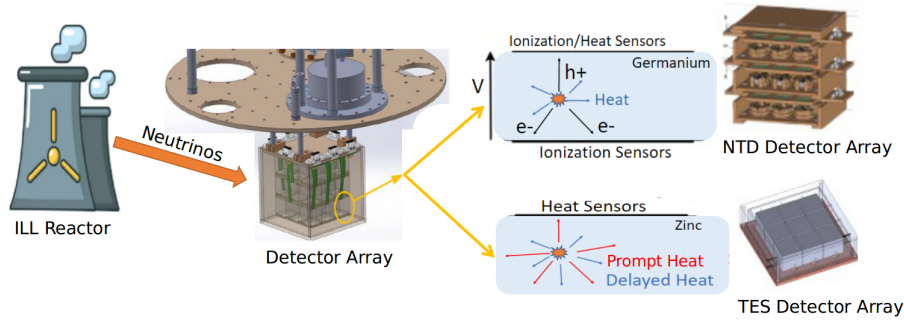 ILL Reactor
Neutrinos
Detector Array
Ionization/Heat Sensors
Germanium
V
h+
Heat
e-
e-
Ionization Sensors
NTD Detector Array
Heat Sensors
Zinc
Prompt Heat
Delayed Heat
TES Detector Array